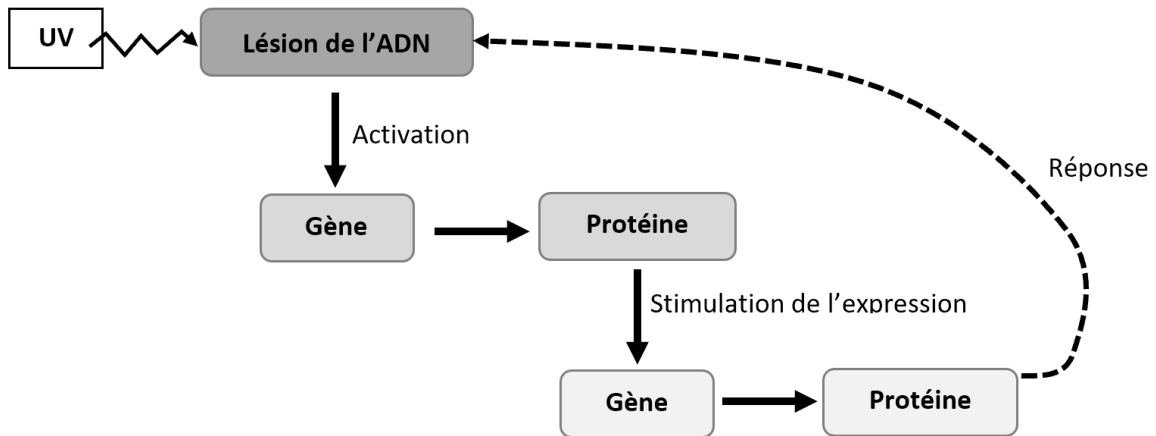 UV
Lésion de l’ADN
Activation
Réponse
Gène
Protéine
Stimulation de l’expression
Gène
Protéine